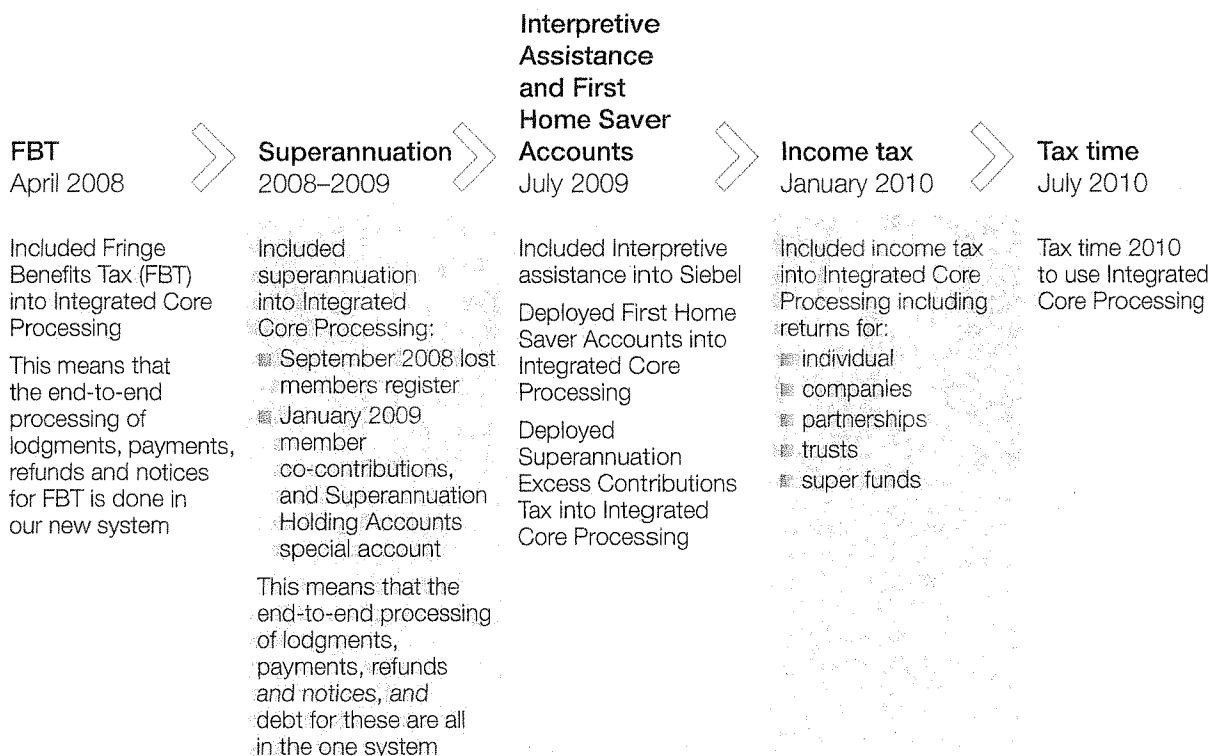 FBT
April 2008
Included Fringe
Benefits Tax (FBT)
into Integrated Core
Processing
This means that
the end-to-end
processing of
lodgments, payments,
refunds and notices
for FBT is done in
our new system
Superannuation
2008–2009
Included
superannuation
into Integrated
Core Processing:
September 2008 lost
members register
January 2009
member
co-contributions,
and Superannuation
Holding Accounts
special account
This means that the
end-to-end processing
of lodgments,
payments, refunds
and notices, and
debt for these are all
in the one system
Interpretive
Assistance
and First
Home Saver
Accounts
July 2009
Included Interpretive
assistance into Siebel
Deployed First Home
Saver Accounts into
Integrated Core
Processing
Deployed
Superannuation
Excess Contributions
Tax into Integrated
Core Processing
Income tax
January 2010
Included income tax
into Integrated Core
Processing including
returns for:
individual
companies
partnerships
trusts
super funds
Tax time
July 2010
Tax time 2010
to use Integrated
Core Processing